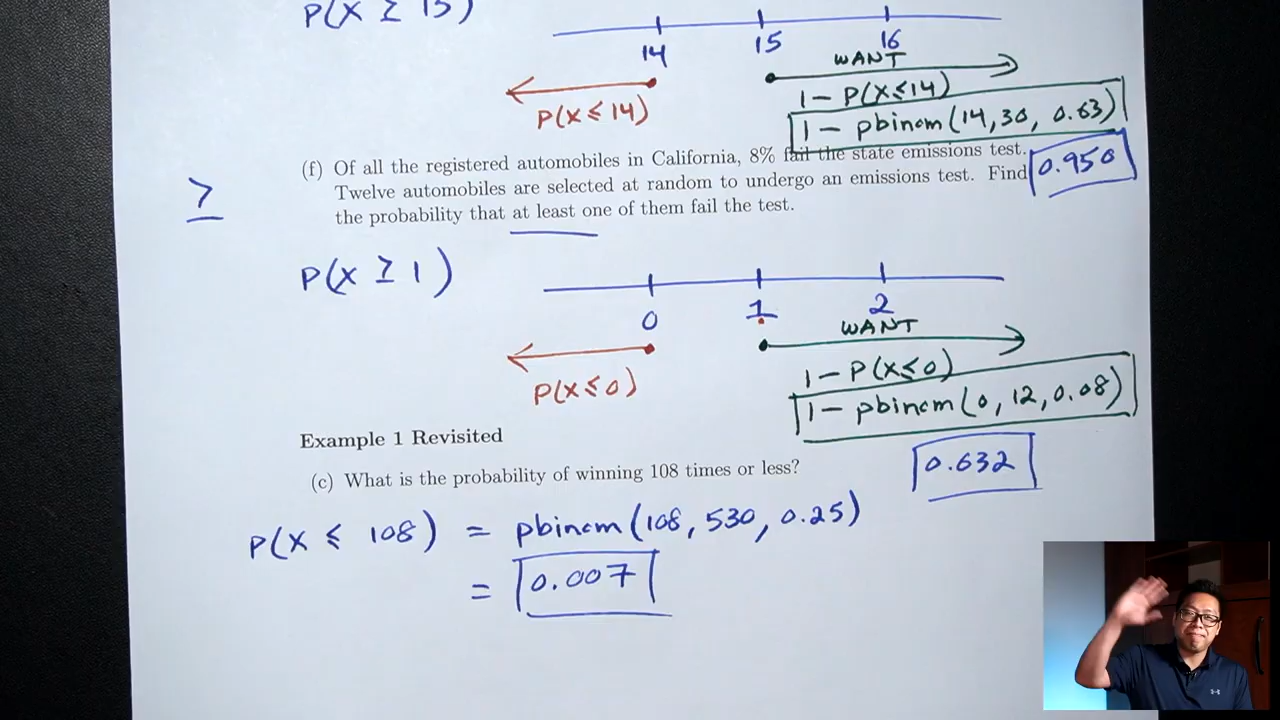 P(X ≥ 15)
14 15 16
WANT
P(X ≤ 14)
1 - P(X ≤ 14)
1 - pbinom(14, 30, 0.63)
0.950
≥
(f) Of all the registered automobiles in California, 8% fail the state emissions test.
Twelve automobiles are selected at random to undergo an emissions test. Find
the probability that at least one of them fail the test.
P(X ≥ 1)
0 1 2
WANT
P(X ≤ 0)
1 - P(X ≤ 0)
1 - pbinom(0, 12, 0.08)
0.632
Example 1 Revisited
(c) What is the probability of winning 108 times or less?
P(X ≤ 108) = pbinom(108, 530, 0.25)
= 0.007